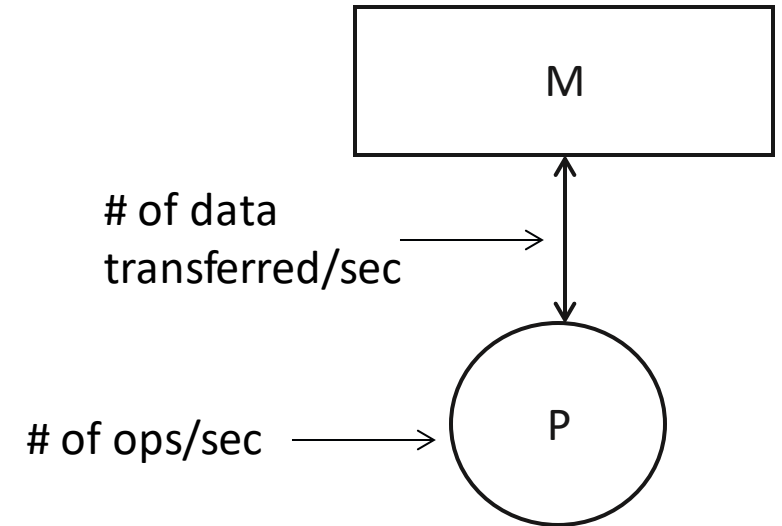 M
# of data
transferred/sec
# of ops/sec
P